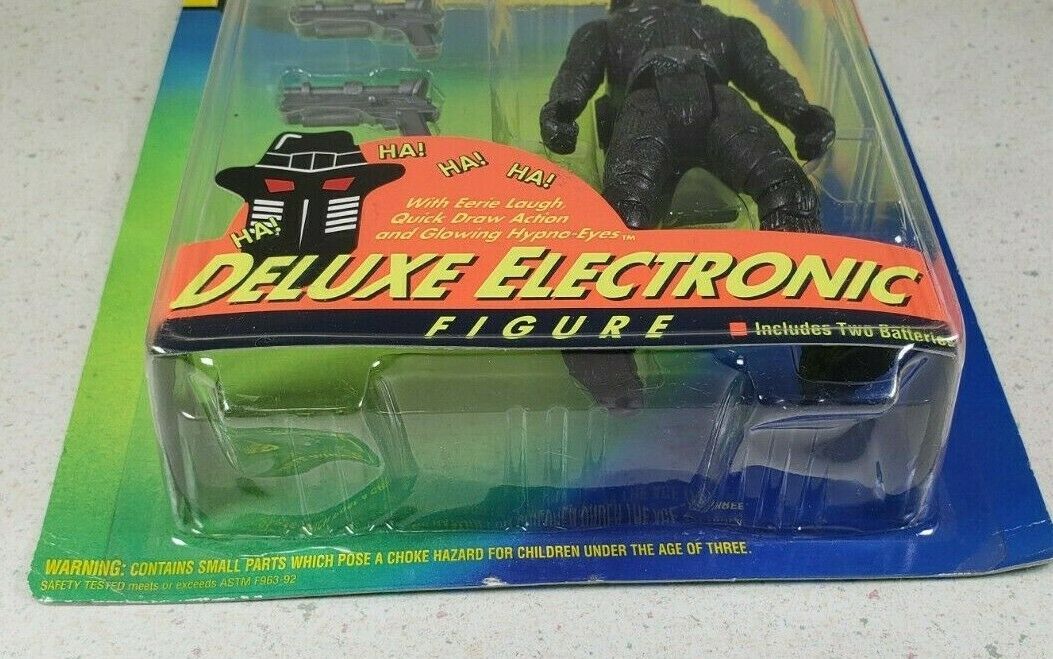 HA!
HA!
HA!
HA!
With Eerie Laugh,
Quick Draw Action
and Glowing Hypno-Eyes™
DELUXE ELECTRONIC
FIGURE
Includes Two Batteries
WARNING: CONTAINS SMALL PARTS WHICH POSE A CHOKE HAZARD FOR CHILDREN UNDER THE AGE OF THREE.
SAFETY TESTED meets or exceeds ASTM F963-92